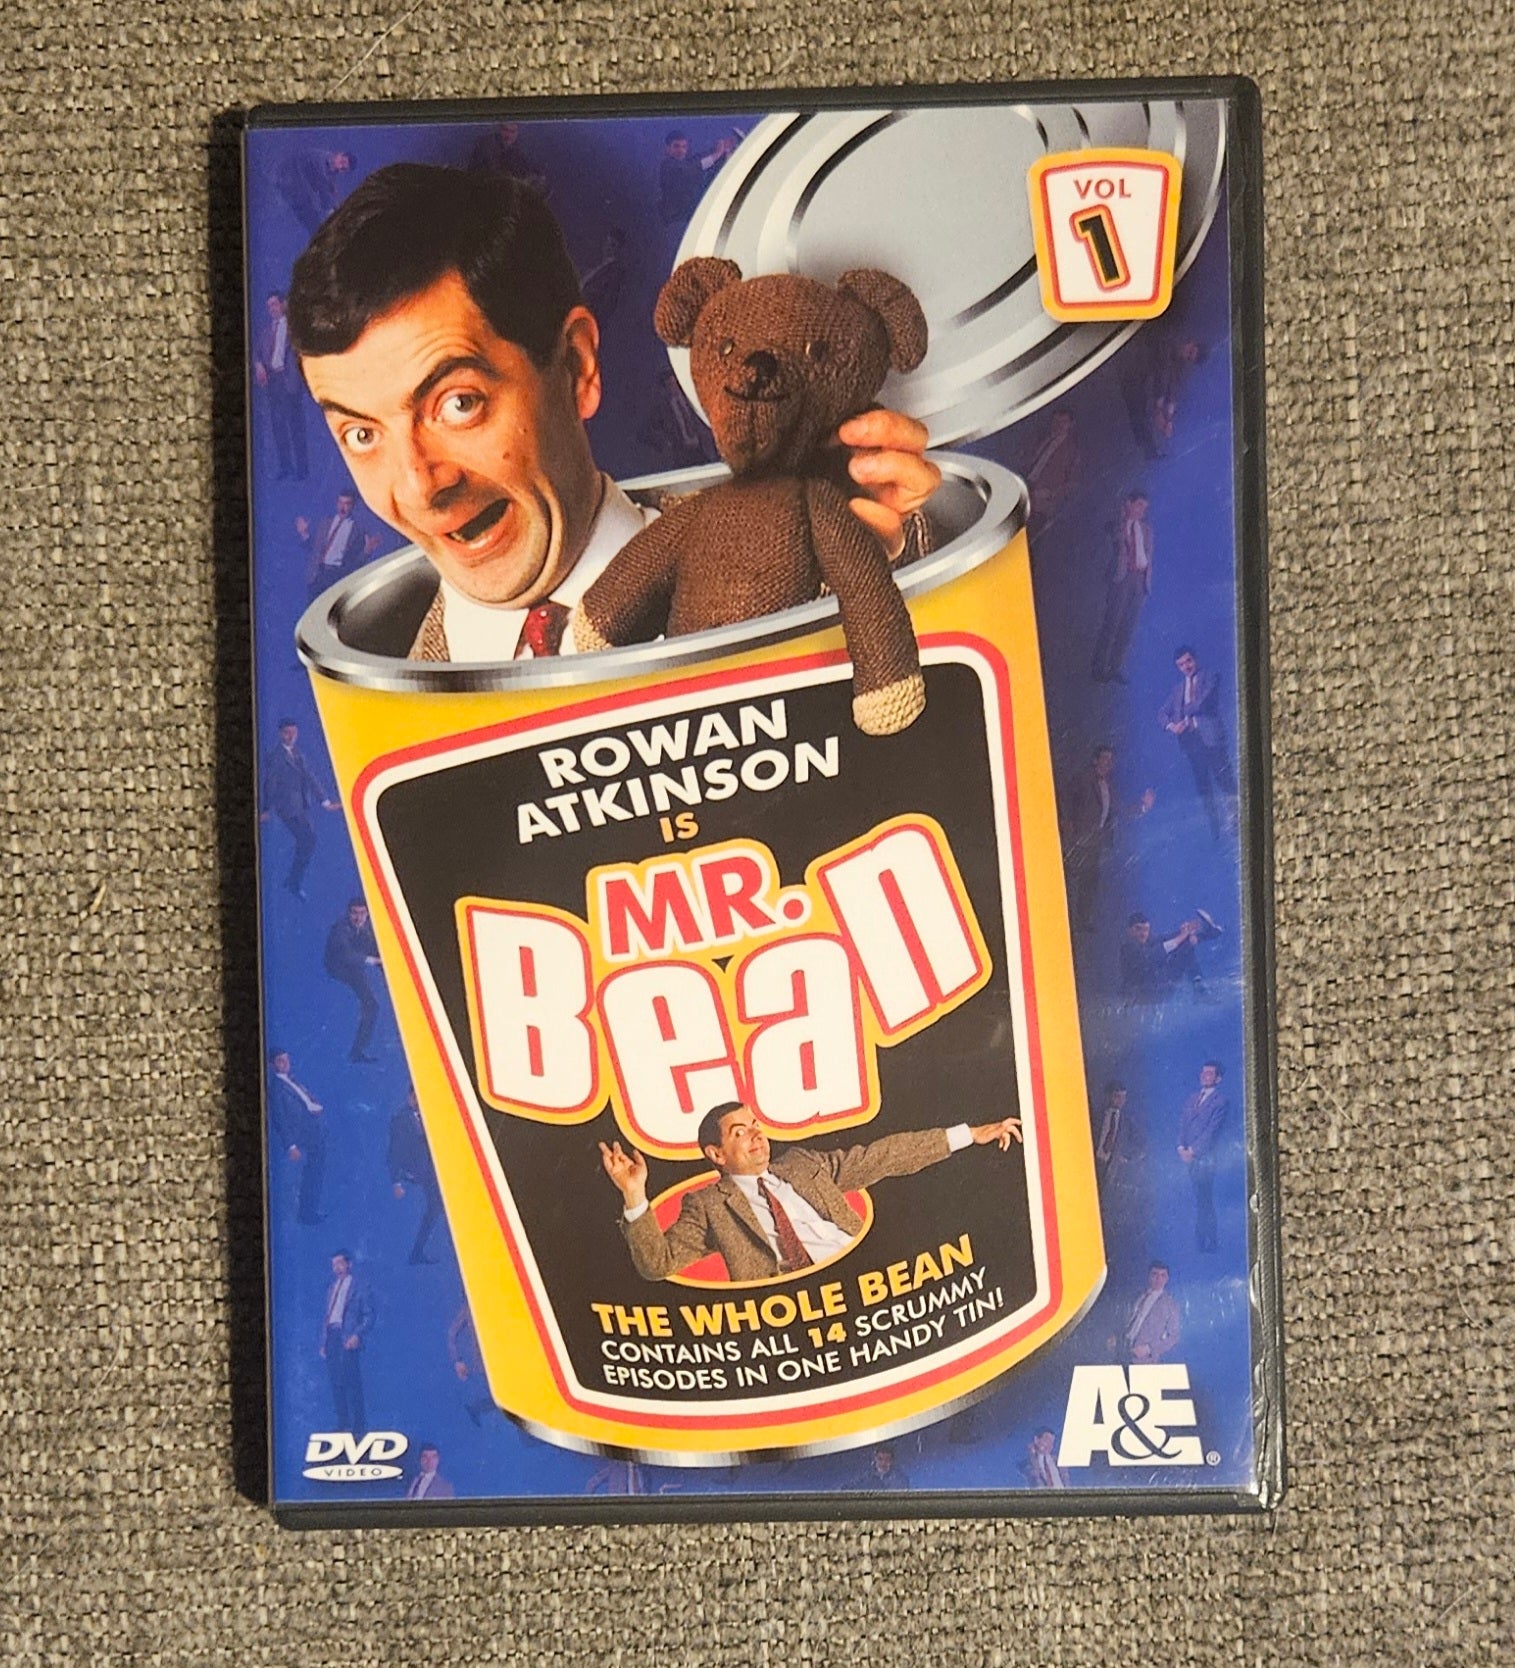 VOL
1
ROWAN
ATKINSON
IS
MR.
Bean
THE WHOLE BEAN
CONTAINS ALL 14 SCRUMMY
EPISODES IN ONE HANDY TIN!
DVD
VIDEO
A&E®